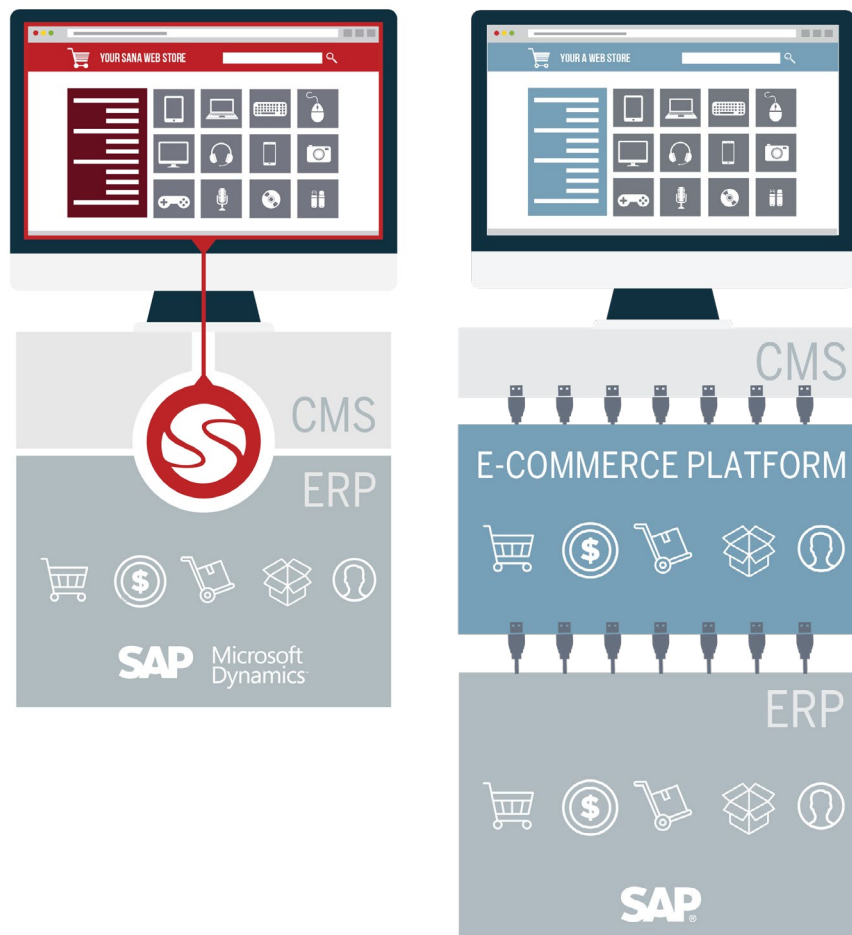 YOUR SANA WEB STORE
CMS
ERP
SAP
Microsoft
Dynamics
YOUR A WEB STORE
CMS
E-COMMERCE PLATFORM
ERP
SAP®